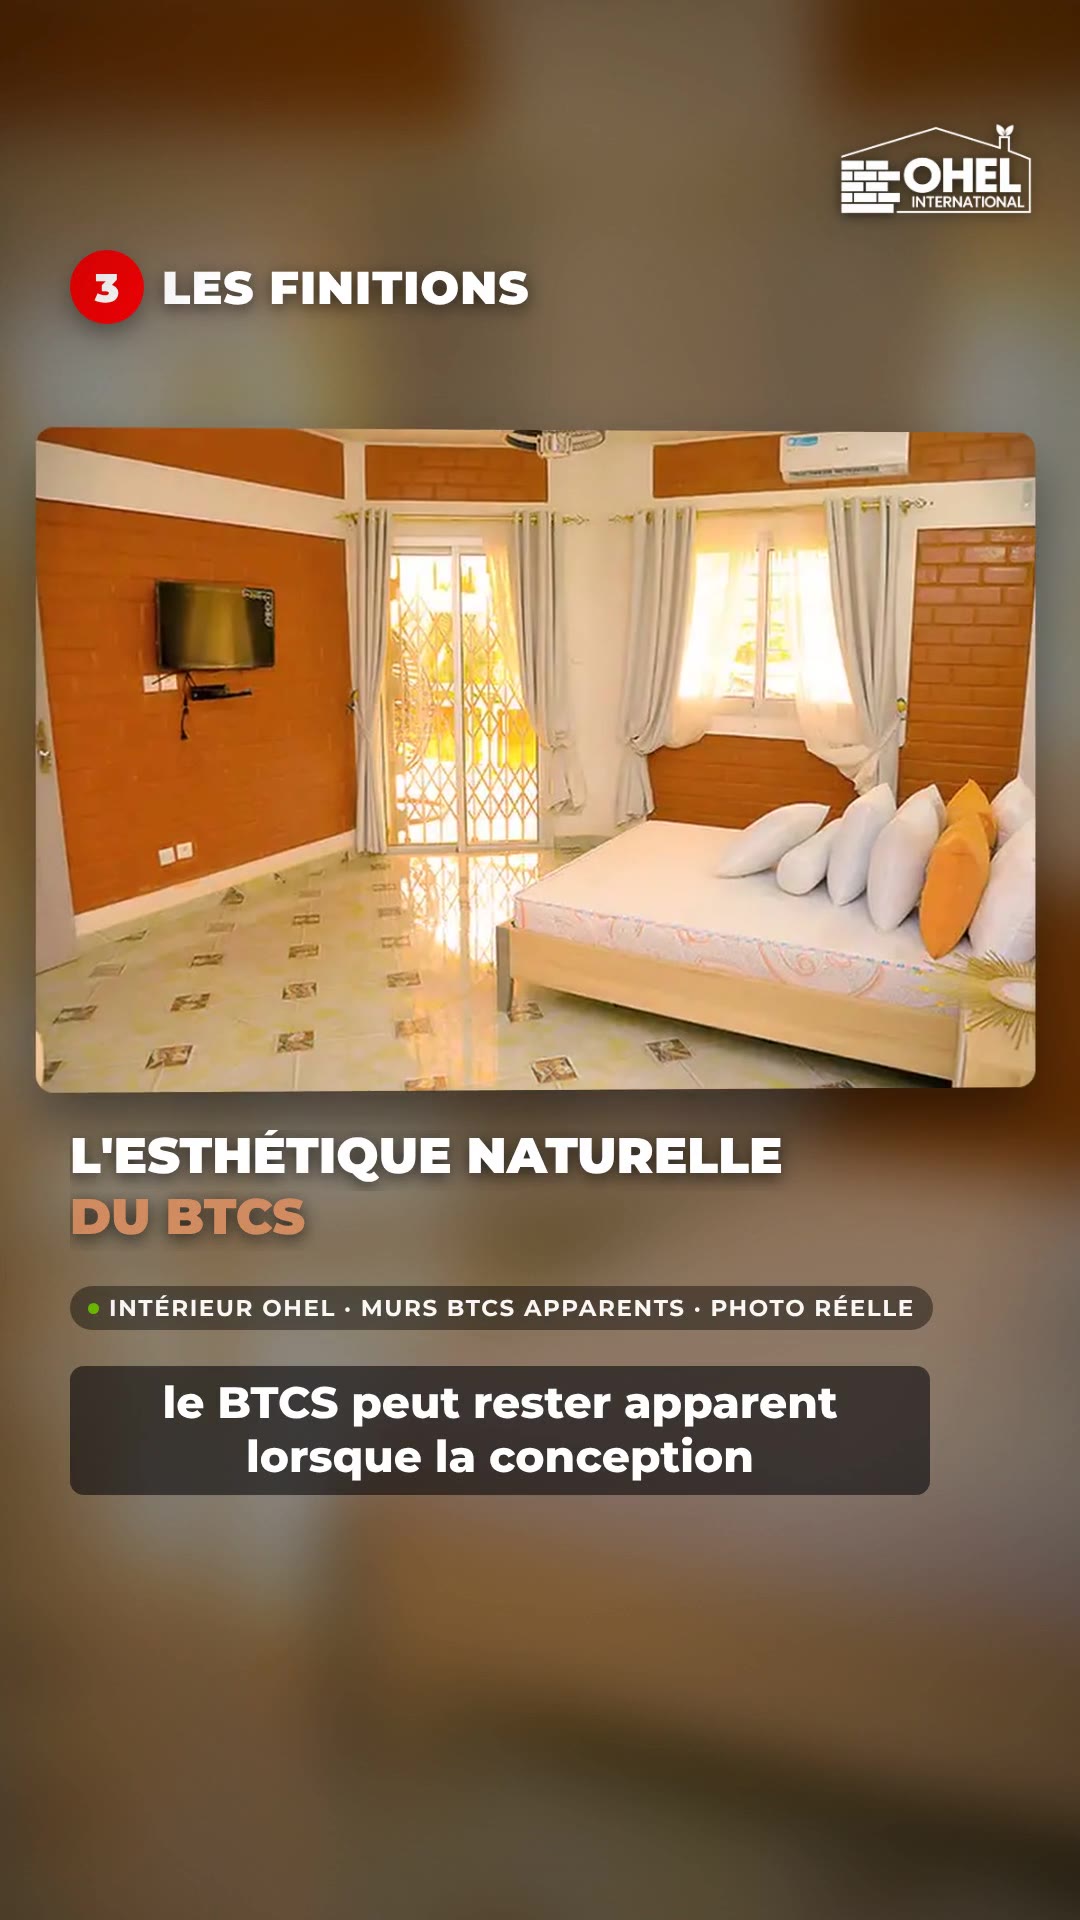 OHEL
INTERNATIONAL
3 LES FINITIONS
L'ESTHÉTIQUE NATURELLE
DU BTCS
INTÉRIEUR OHEL · MURS BTCS APPARENTS · PHOTO RÉELLE
le BTCS peut rester apparent
lorsque la conception